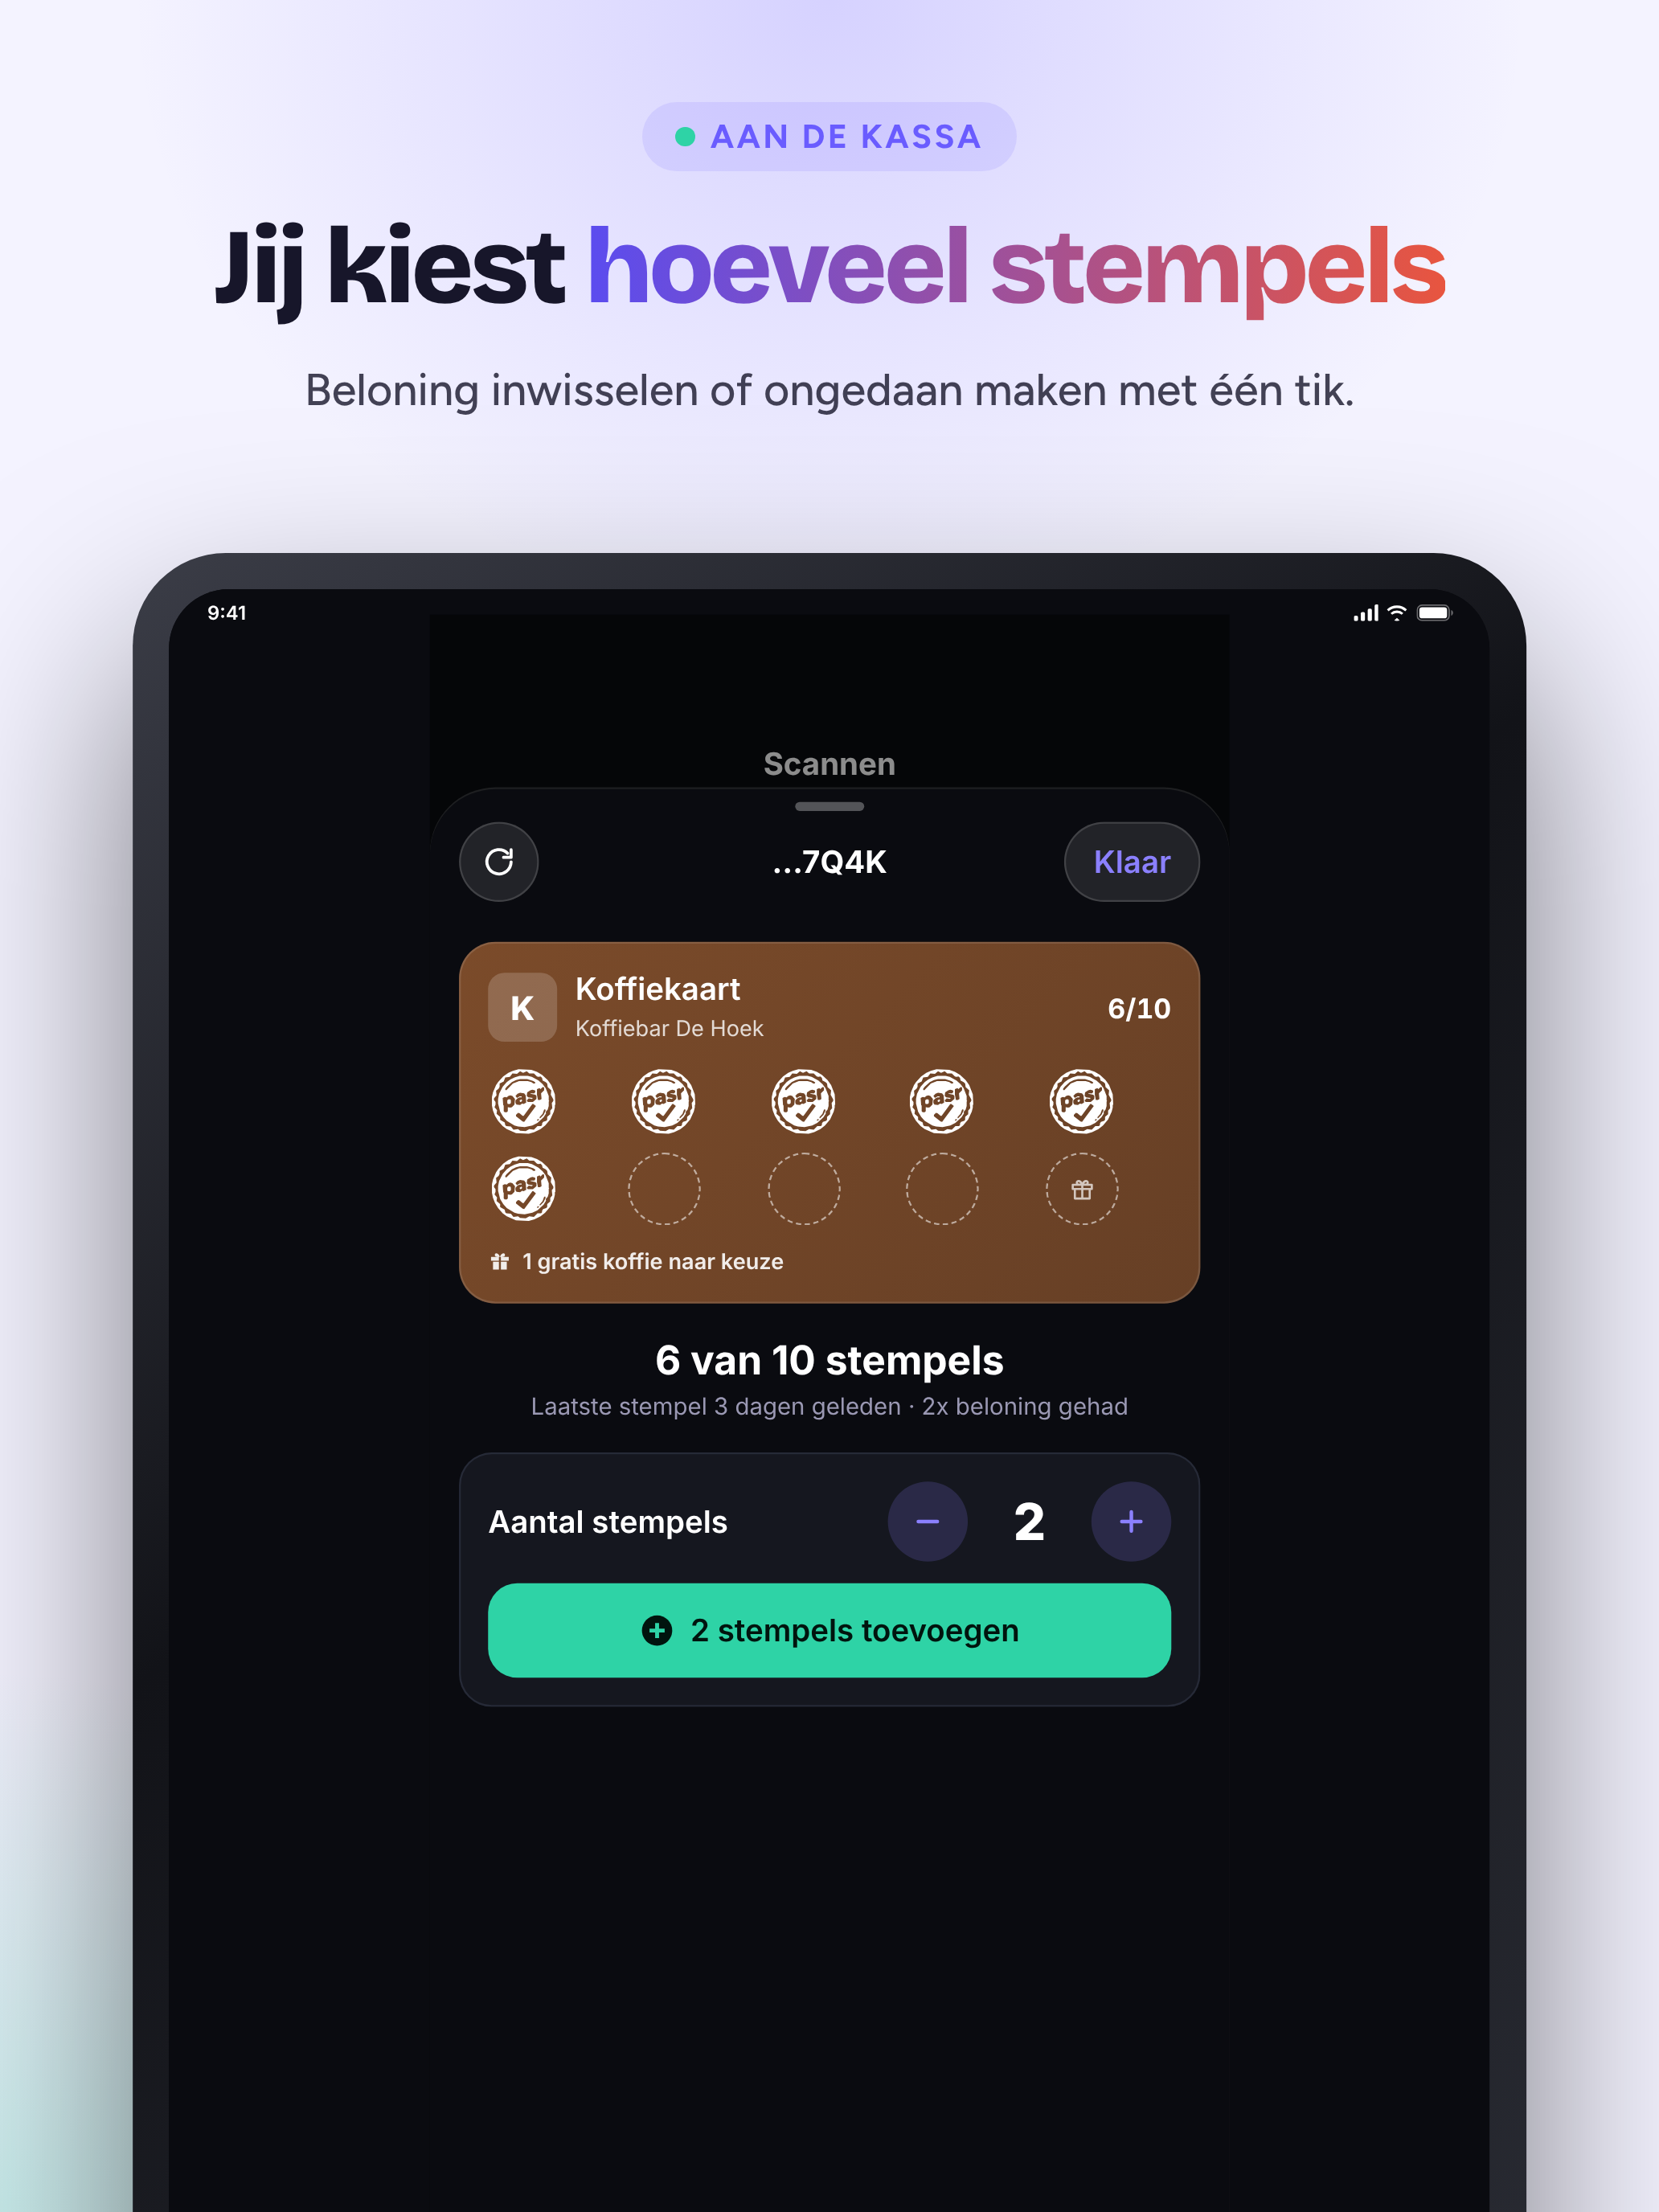 AAN DE KASSA
Jij kiest hoeveel stempels
Beloning inwisselen of ongedaan maken met één tik.
9:41
Scannen
...7Q4K
Klaar
K
Koffiekaart
Koffiebar De Hoek
6/10
pasr pasr pasr pasr pasr
pasr
1 gratis koffie naar keuze
6 van 10 stempels
Laatste stempel 3 dagen geleden · 2x beloning gehad
Aantal stempels
− 2 +
2 stempels toevoegen